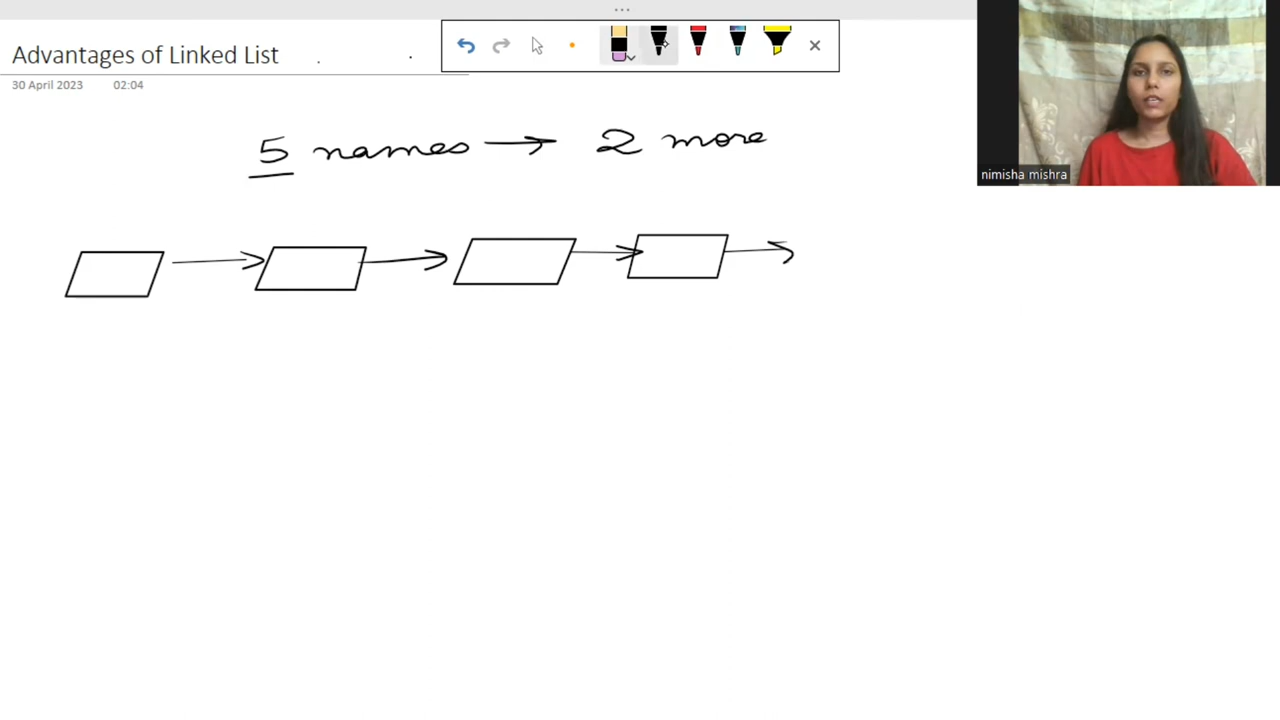 Advantages of Linked List
30 April 2023 02:04
5 names → 2 more
nimisha mishra